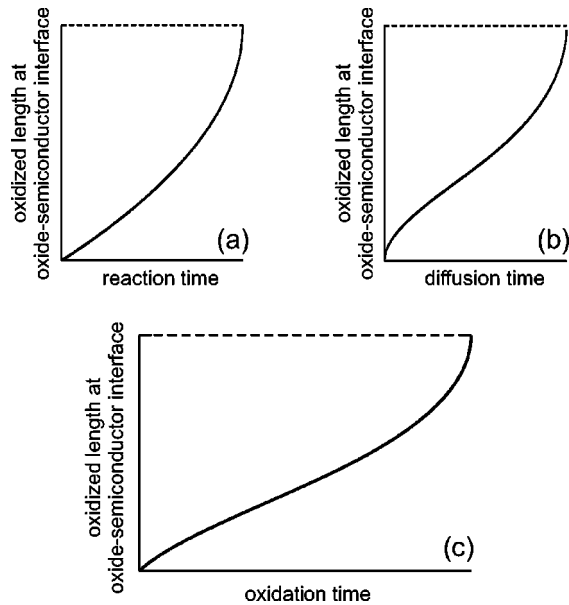 oxidized length at
oxide-semiconductor interface
(a)
reaction time
oxidized length at
oxide-semiconductor interface
(b)
diffusion time
oxidized length at
oxide-semiconductor interface
(c)
oxidation time